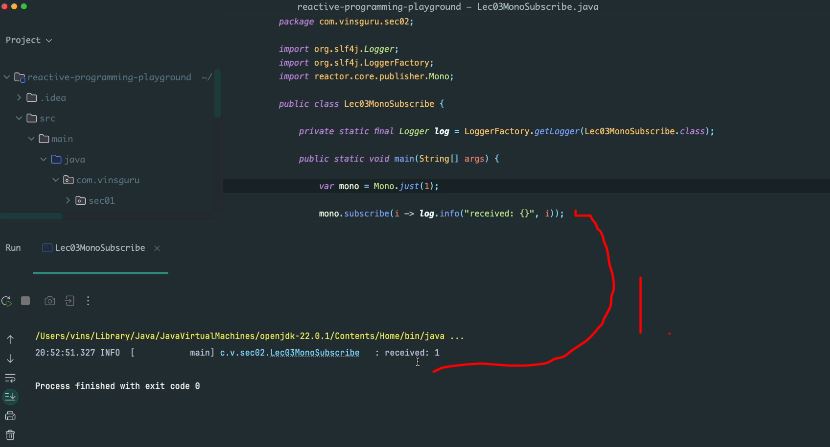 reactive-programming-playground – Lec03MonoSubscribe.java
Project
reactive-programming-playground ~/
.idea
src
main
java
com.vinsguru
sec01
package com.vinsguru.sec02;
import org.slf4j.Logger;
import org.slf4j.LoggerFactory;
import reactor.core.publisher.Mono;
public class Lec03MonoSubscribe {
private static final Logger log = LoggerFactory.getLogger(Lec03MonoSubscribe.class);
public static void main(String[] args) {
var mono = Mono.just(1);
mono.subscribe(i -> log.info("received: {}", i));
Run
Lec03MonoSubscribe
/Users/vins/Library/Java/JavaVirtualMachines/openjdk-22.0.1/Contents/Home/bin/java ...
20:52:51.327 INFO [ main] c.v.sec02.Lec03MonoSubscribe : received: 1
Process finished with exit code 0